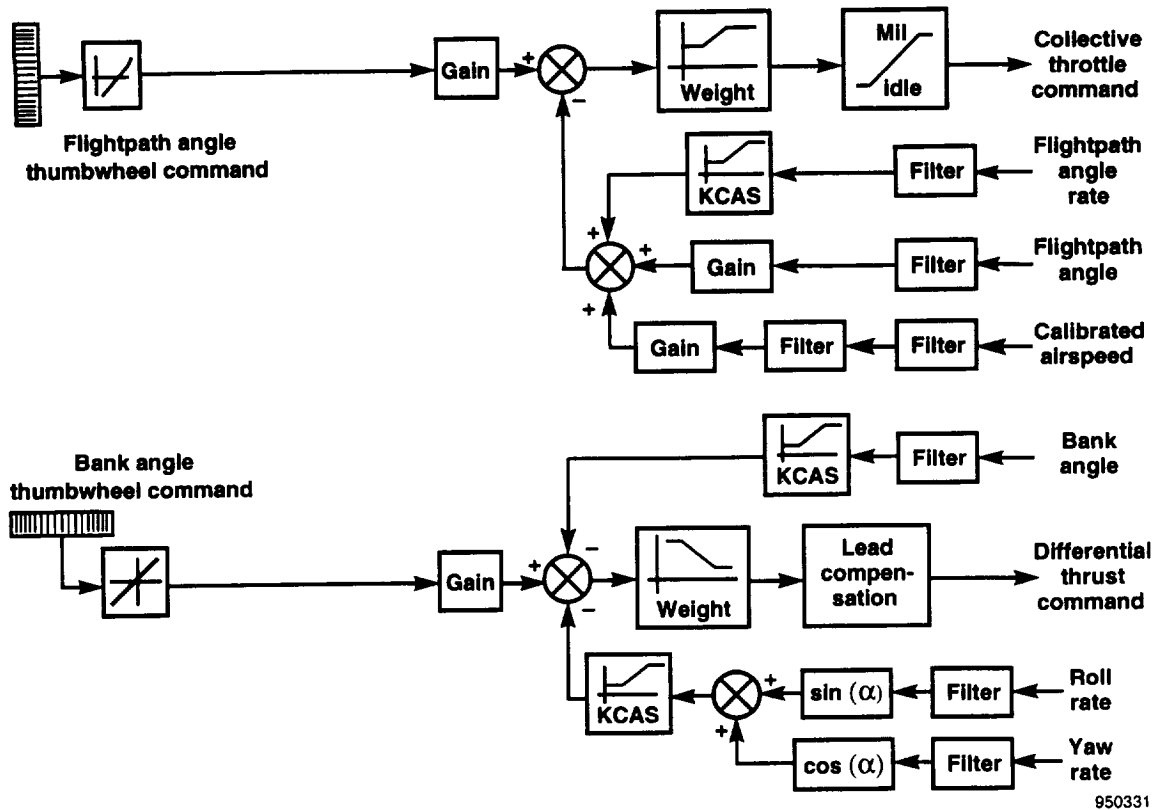 Flightpath angle
thumbwheel command
Gain
+
−
Weight
Mil
idle
Collective
throttle
command
KCAS
Filter
Flightpath
angle
rate
+
+
+
Gain
Filter
Flightpath
angle
Gain
Filter
Filter
Calibrated
airspeed
Bank angle
thumbwheel command
KCAS
Filter
Bank
angle
Gain
+
−
−
Weight
Lead
compen-
sation
Differential
thrust
command
KCAS
+
+
sin (α)
Filter
Roll
rate
cos (α)
Filter
Yaw
rate
950331